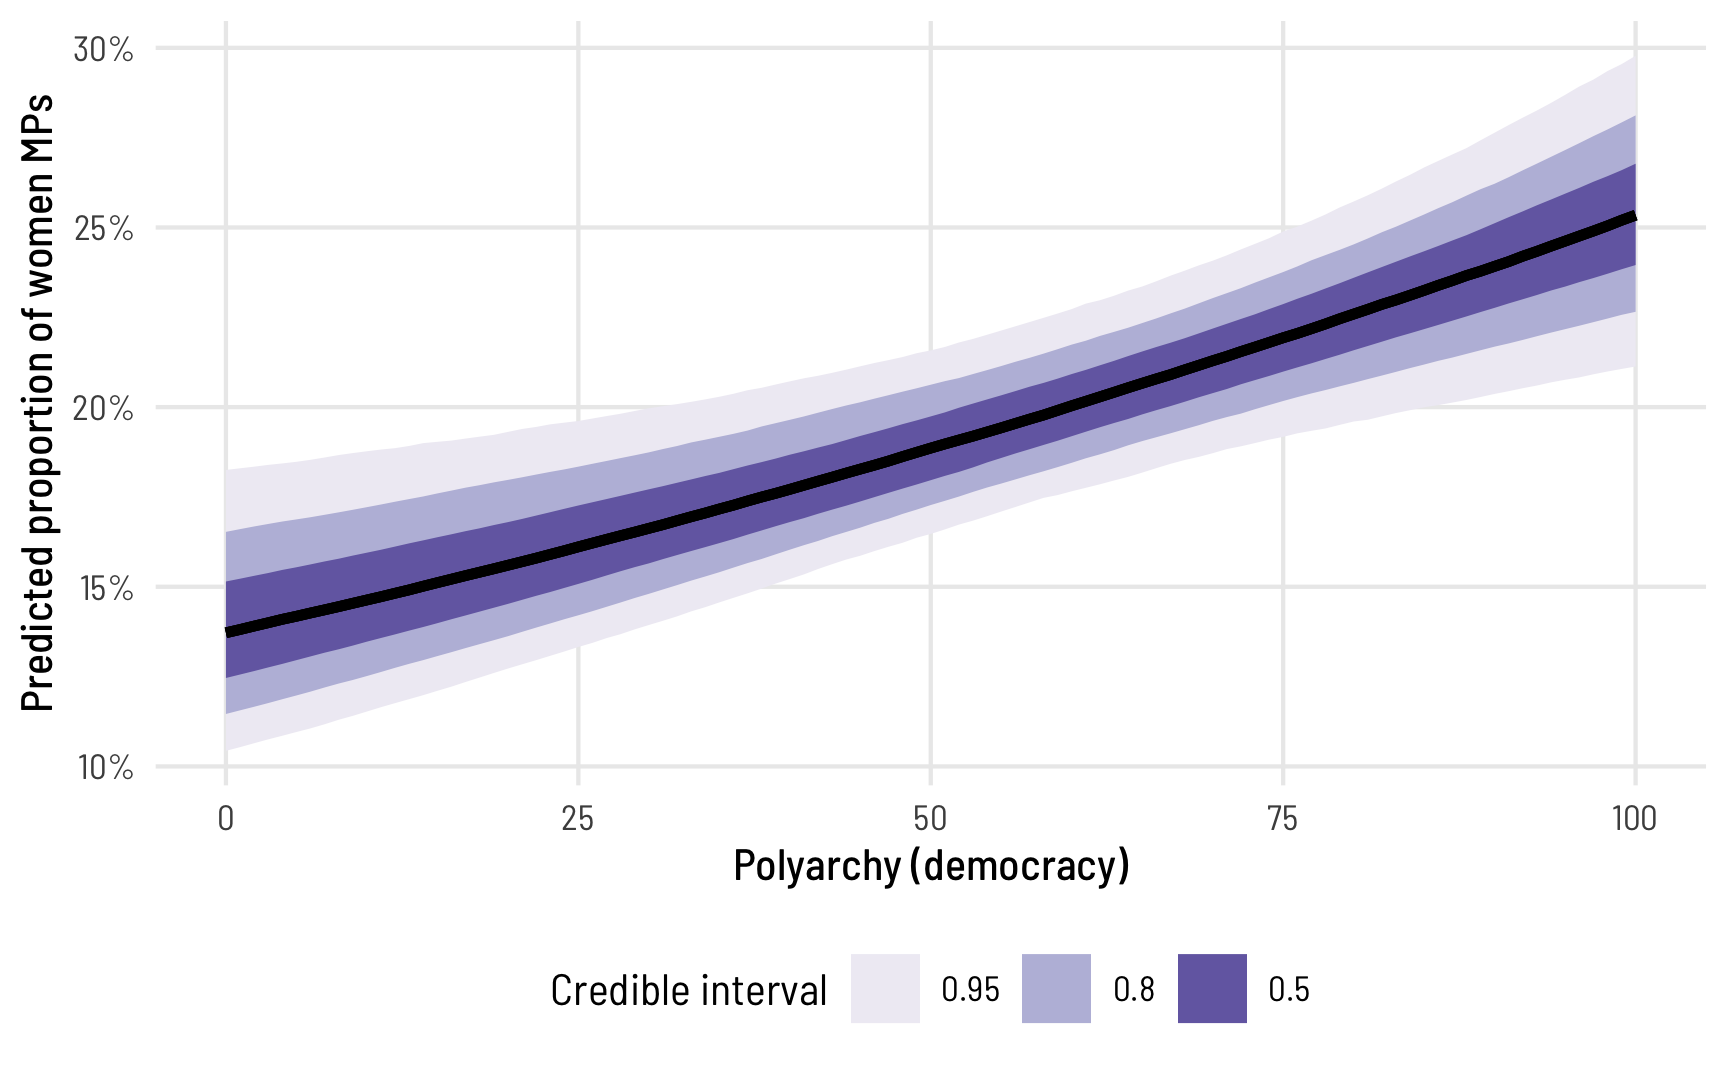 Predicted proportion of women MPs
30%
25%
20%
15%
10%
0 25 50 75 100
Polyarchy (democracy)
Credible interval 0.95 0.8 0.5